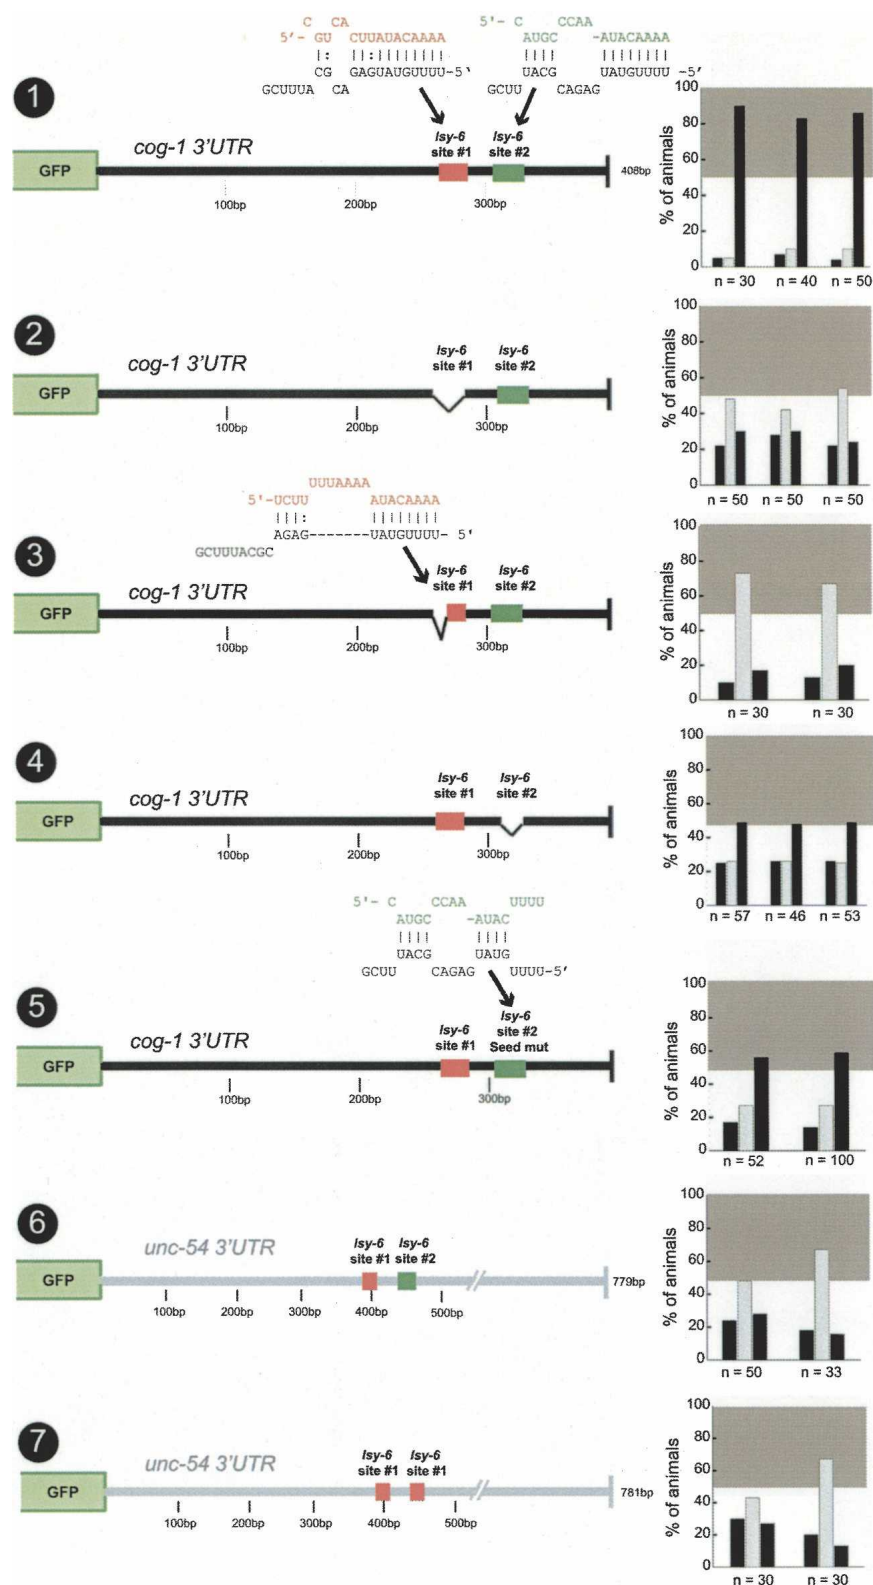 C CA
5'- GU CUUAUACAAAA
CG GAGUAUGUUUU-5'
GCUUUA CA
5'- C CCAA
AUGC -AUACAAAA
UACG UAUGUUUU -5'
GCUU CAGAG
1
GFP
cog-1 3'UTR
lsy-6 site #1
lsy-6 site #2
408bp
100bp 200bp 300bp
% of animals
100
80
60
40
20
0
n = 30 n = 40 n = 50
2
GFP
cog-1 3'UTR
lsy-6 site #1
lsy-6 site #2
100bp 200bp 300bp
% of animals
100
80
60
40
20
0
n = 50 n = 50 n = 50
UUUAAAA
5'-UCUU AUACAAAA
AGAG-------UAUGUUUU- 5'
GCUUUACGC
3
GFP
cog-1 3'UTR
lsy-6 site #1
lsy-6 site #2
100bp 200bp 300bp
% of animals
100
80
60
40
20
0
n = 30 n = 30
4
GFP
cog-1 3'UTR
lsy-6 site #1
lsy-6 site #2
100bp 200bp 300bp
% of animals
100
80
60
40
20
0
n = 57 n = 46 n = 53
5'- C CCAA UUUU
AUGC -AUAC
UACG UAUG
GCUU CAGAG UUUU-5'
5
GFP
cog-1 3'UTR
lsy-6 site #1
lsy-6 site #2 Seed mut
100bp 200bp 300bp
% of animals
100
80
60
40
20
0
n = 52 n = 100
6
GFP
unc-54 3'UTR
lsy-6 site #1
lsy-6 site #2
779bp
100bp 200bp 300bp 400bp 500bp
% of animals
100
80
60
40
20
0
n = 50 n = 33
7
GFP
unc-54 3'UTR
lsy-6 site #1
lsy-6 site #1
781bp
100bp 200bp 300bp 400bp 500bp
% of animals
100
80
60
40
20
0
n = 30 n = 30